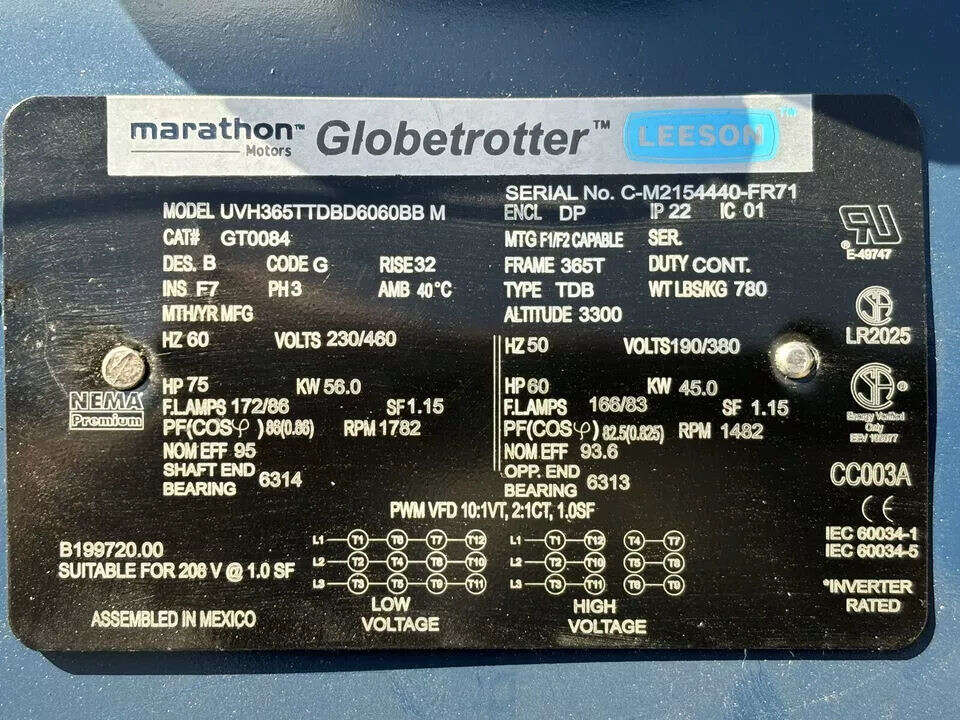 marathon™ Motors Globetrotter™ LEESON™
SERIAL No. C-M2154440-FR71
MODEL UVH365TTDBD6060BB M
ENCL DP IP 22 IC 01
CAT# GT0084
MTG F1/F2 CAPABLE SER.
DES. B CODE G RISE 32
FRAME 365T DUTY CONT.
INS F7 PH 3 AMB 40°C
TYPE TDB WT LBS/KG 780
MTH/YR MFG
ALTITUDE 3300
HZ 60 VOLTS 230/460
HZ 50 VOLTS 190/380
HP 75 KW 56.0
HP 60 KW 45.0
F.L AMPS 172/86 SF 1.15
F.L AMPS 166/83 SF 1.15
PF(COSφ) 86(0.86) RPM 1782
PF(COSφ) 82.5(0.825) RPM 1482
NOM EFF 95
NOM EFF 93.6
SHAFT END BEARING 6314
OPP. END BEARING 6313
PWM VFD 10:1VT, 2:1CT, 1.0SF
L1 T1 T6 T7 T12
L2 T2 T4 T8 T10
L3 T3 T5 T9 T11
LOW VOLTAGE
L1 T1 T12 T4 T7
L2 T2 T10 T5 T8
L3 T3 T11 T6 T9
HIGH VOLTAGE
B199720.00
SUITABLE FOR 208 V @ 1.0 SF
ASSEMBLED IN MEXICO
NEMA
Premium
UR
®
E-49747
LR2025
®
Energy Verified
Only
EEV 103077
CC003A
CE
IEC 60034-1
IEC 60034-5
*INVERTER
RATED